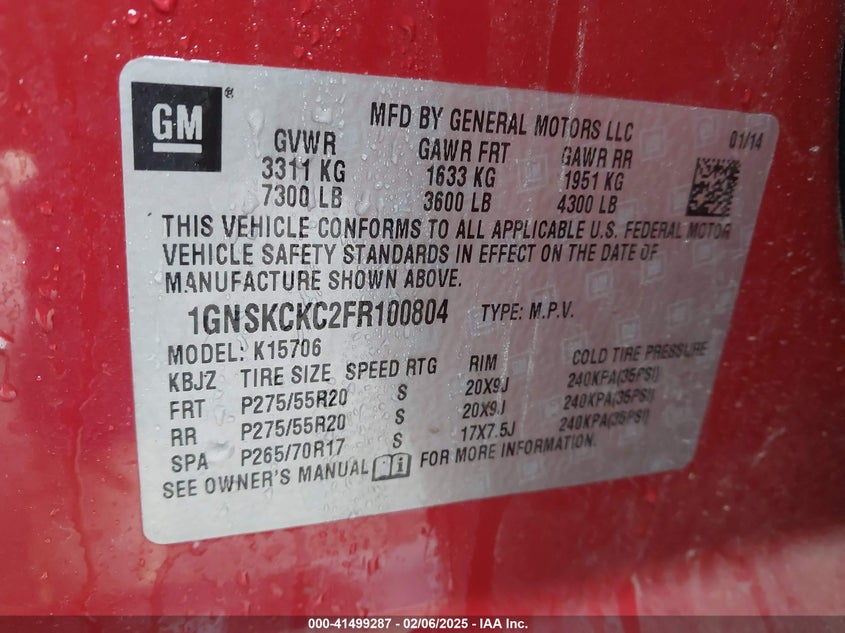 GM®
MFD BY GENERAL MOTORS LLC
01/14
GVWR GAWR FRT GAWR RR
3311 KG 1633 KG 1951 KG
7300 LB 3600 LB 4300 LB
THIS VEHICLE CONFORMS TO ALL APPLICABLE U.S. FEDERAL MOTOR
VEHICLE SAFETY STANDARDS IN EFFECT ON THE DATE OF
MANUFACTURE SHOWN ABOVE.
1GNSKCKC2FR100804 TYPE: M.P.V.
MODEL: K15706
KBJZ TIRE SIZE SPEED RTG RIM COLD TIRE PRESSURE
FRT P275/55R20 S 20X9J 240KPA(35PSI)
RR P275/55R20 S 20X9J 240KPA(35PSI)
SPA P265/70R17 S 17X7.5J 240KPA(35PSI)
SEE OWNER'S MANUAL FOR MORE INFORMATION.
000-41499287 - 02/06/2025 - IAA Inc.